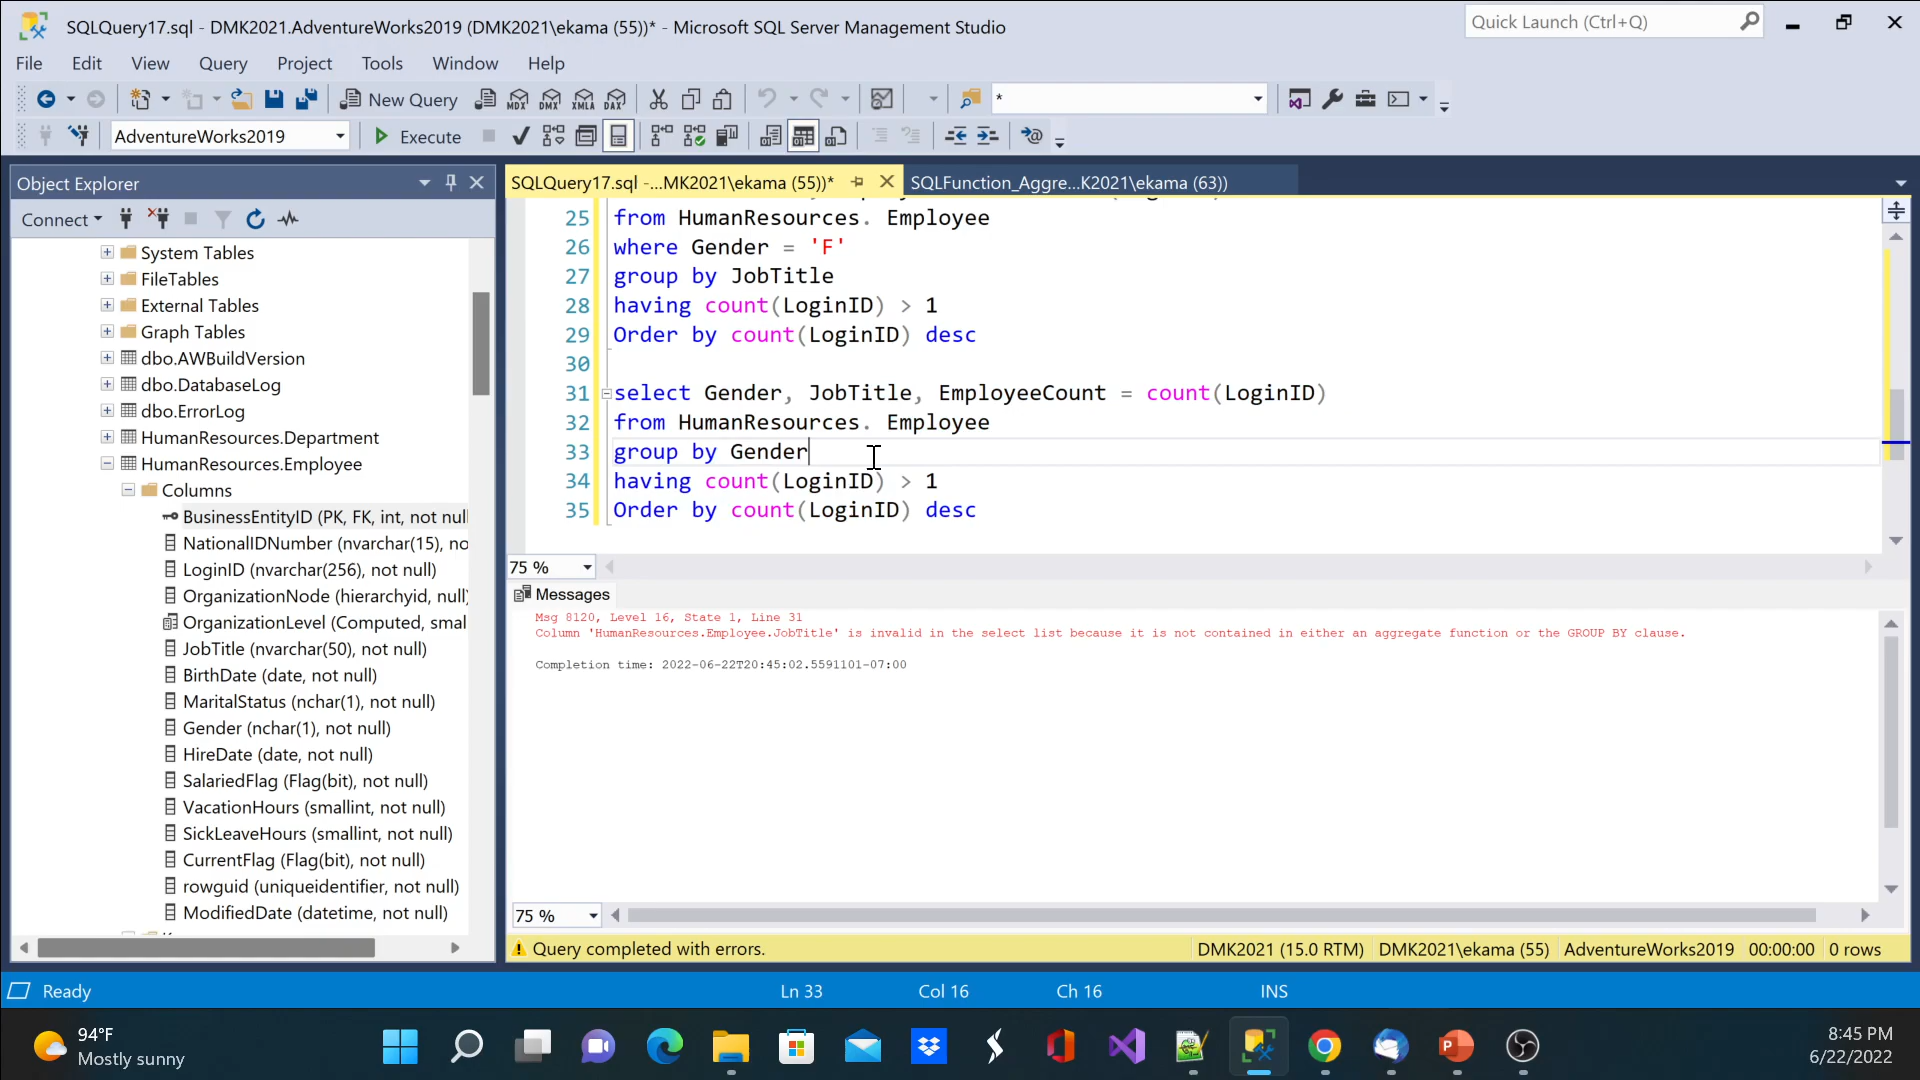 SQLQuery17.sql - DMK2021.AdventureWorks2019 (DMK2021\ekama (55))* - Microsoft SQL Server Management Studio
Quick Launch (Ctrl+Q)
File Edit View Query Project Tools Window Help
New Query MDX DMX XMLA DAX *
AdventureWorks2019 Execute
Object Explorer
Connect
System Tables
FileTables
External Tables
Graph Tables
dbo.AWBuildVersion
dbo.DatabaseLog
dbo.ErrorLog
HumanResources.Department
HumanResources.Employee
Columns
BusinessEntityID (PK, FK, int, not null
NationalIDNumber (nvarchar(15), no
LoginID (nvarchar(256), not null)
OrganizationNode (hierarchyid, null)
OrganizationLevel (Computed, smal
JobTitle (nvarchar(50), not null)
BirthDate (date, not null)
MaritalStatus (nchar(1), not null)
Gender (nchar(1), not null)
HireDate (date, not null)
SalariedFlag (Flag(bit), not null)
VacationHours (smallint, not null)
SickLeaveHours (smallint, not null)
CurrentFlag (Flag(bit), not null)
rowguid (uniqueidentifier, not null)
ModifiedDate (datetime, not null)
SQLQuery17.sql -...MK2021\ekama (55))* SQLFunction_Aggre...K2021\ekama (63))
25 from HumanResources. Employee
26 where Gender = 'F'
27 group by JobTitle
28 having count(LoginID) > 1
29 Order by count(LoginID) desc
30
31 select Gender, JobTitle, EmployeeCount = count(LoginID)
32 from HumanResources. Employee
33 group by Gender
34 having count(LoginID) > 1
35 Order by count(LoginID) desc
75 %
Messages
Msg 8120, Level 16, State 1, Line 31
Column 'HumanResources.Employee.JobTitle' is invalid in the select list because it is not contained in either an aggregate function or the GROUP BY clause.
Completion time: 2022-06-22T20:45:02.5591101-07:00
75 %
Query completed with errors. DMK2021 (15.0 RTM) DMK2021\ekama (55) AdventureWorks2019 00:00:00 0 rows
Ready Ln 33 Col 16 Ch 16 INS
94°F
Mostly sunny
8:45 PM
6/22/2022